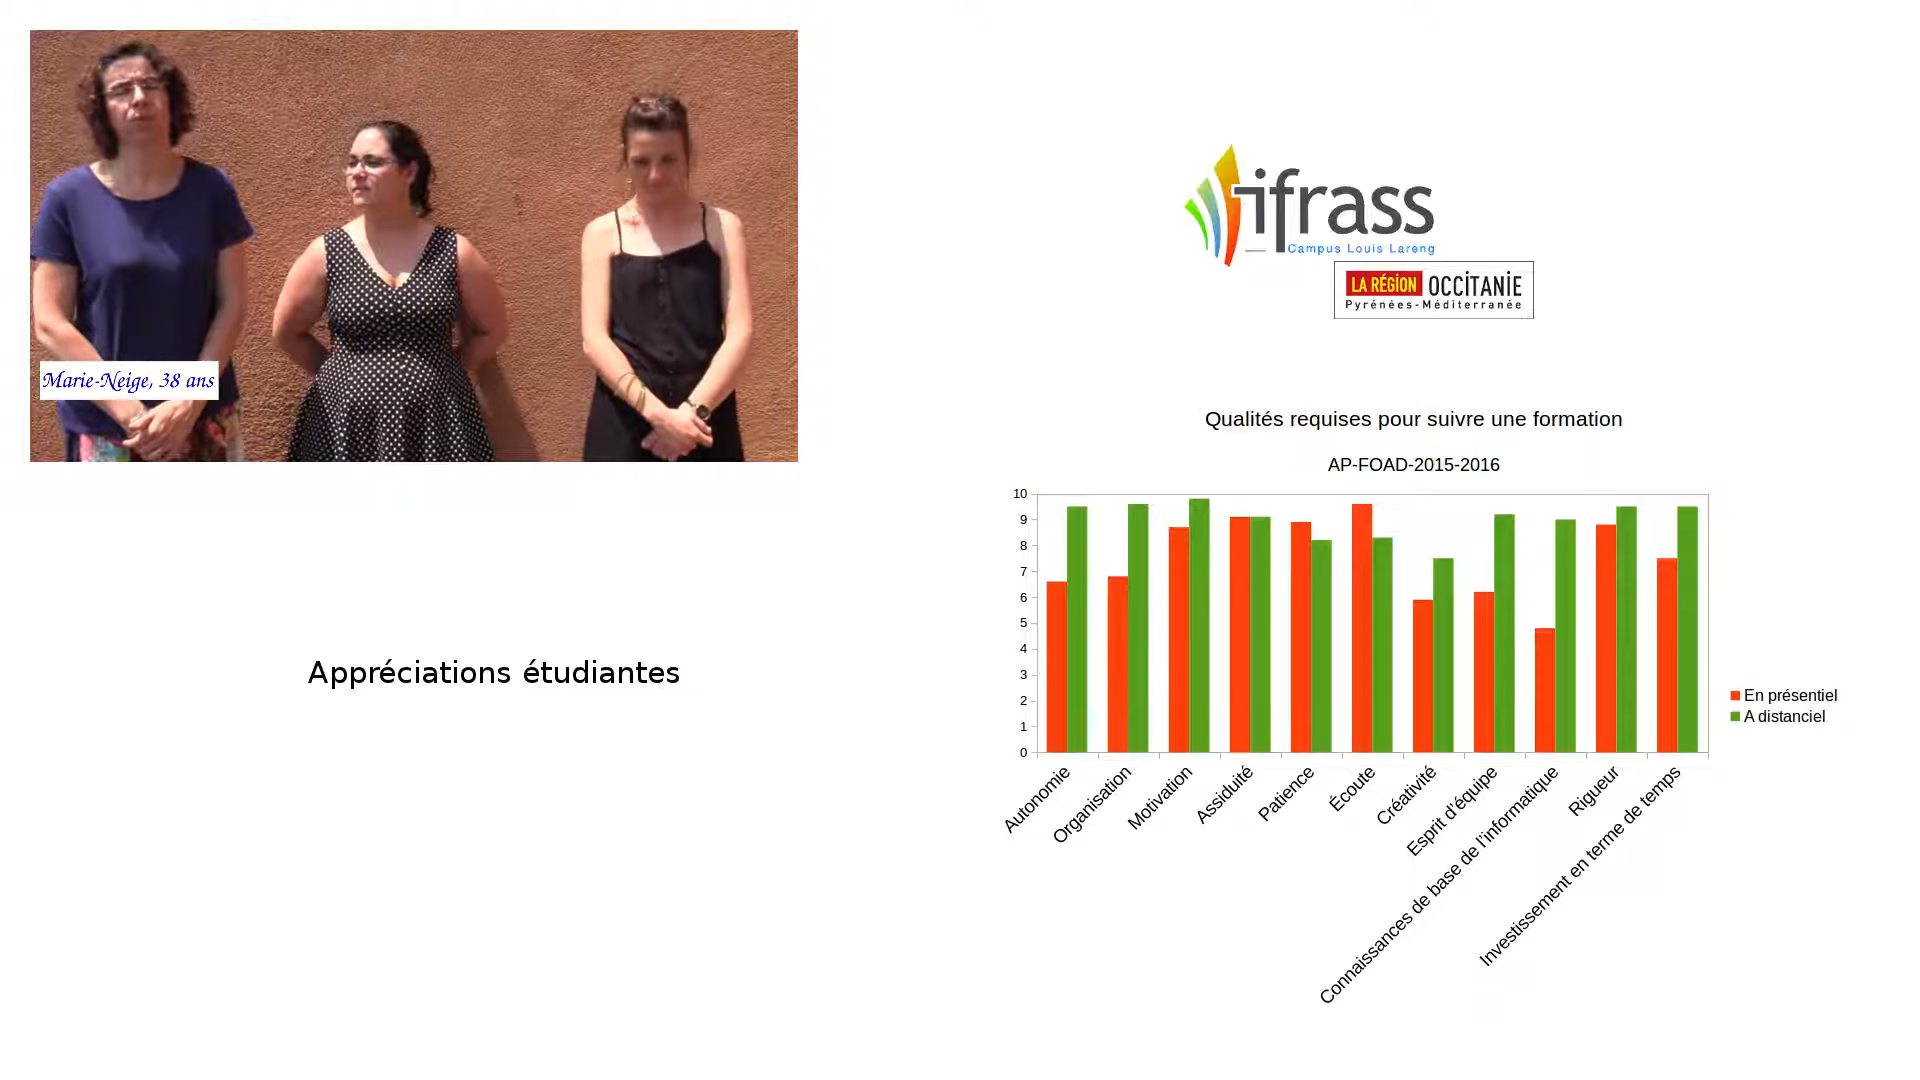 Marie-Neige, 38 ans
Appréciations étudiantes
ifrass
Campus Louis Lareng
LA RÉGION OCCITANIE
Pyrénées-Méditerranée
Qualités requises pour suivre une formation
AP-FOAD-2015-2016
10
9
8
7
6
5
4
3
2
1
0
Autonomie
Organisation
Motivation
Assiduité
Patience
Écoute
Créativité
Esprit d'équipe
Connaissances de base de l'informatique
Rigueur
Investissement en terme de temps
En présentiel
A distanciel